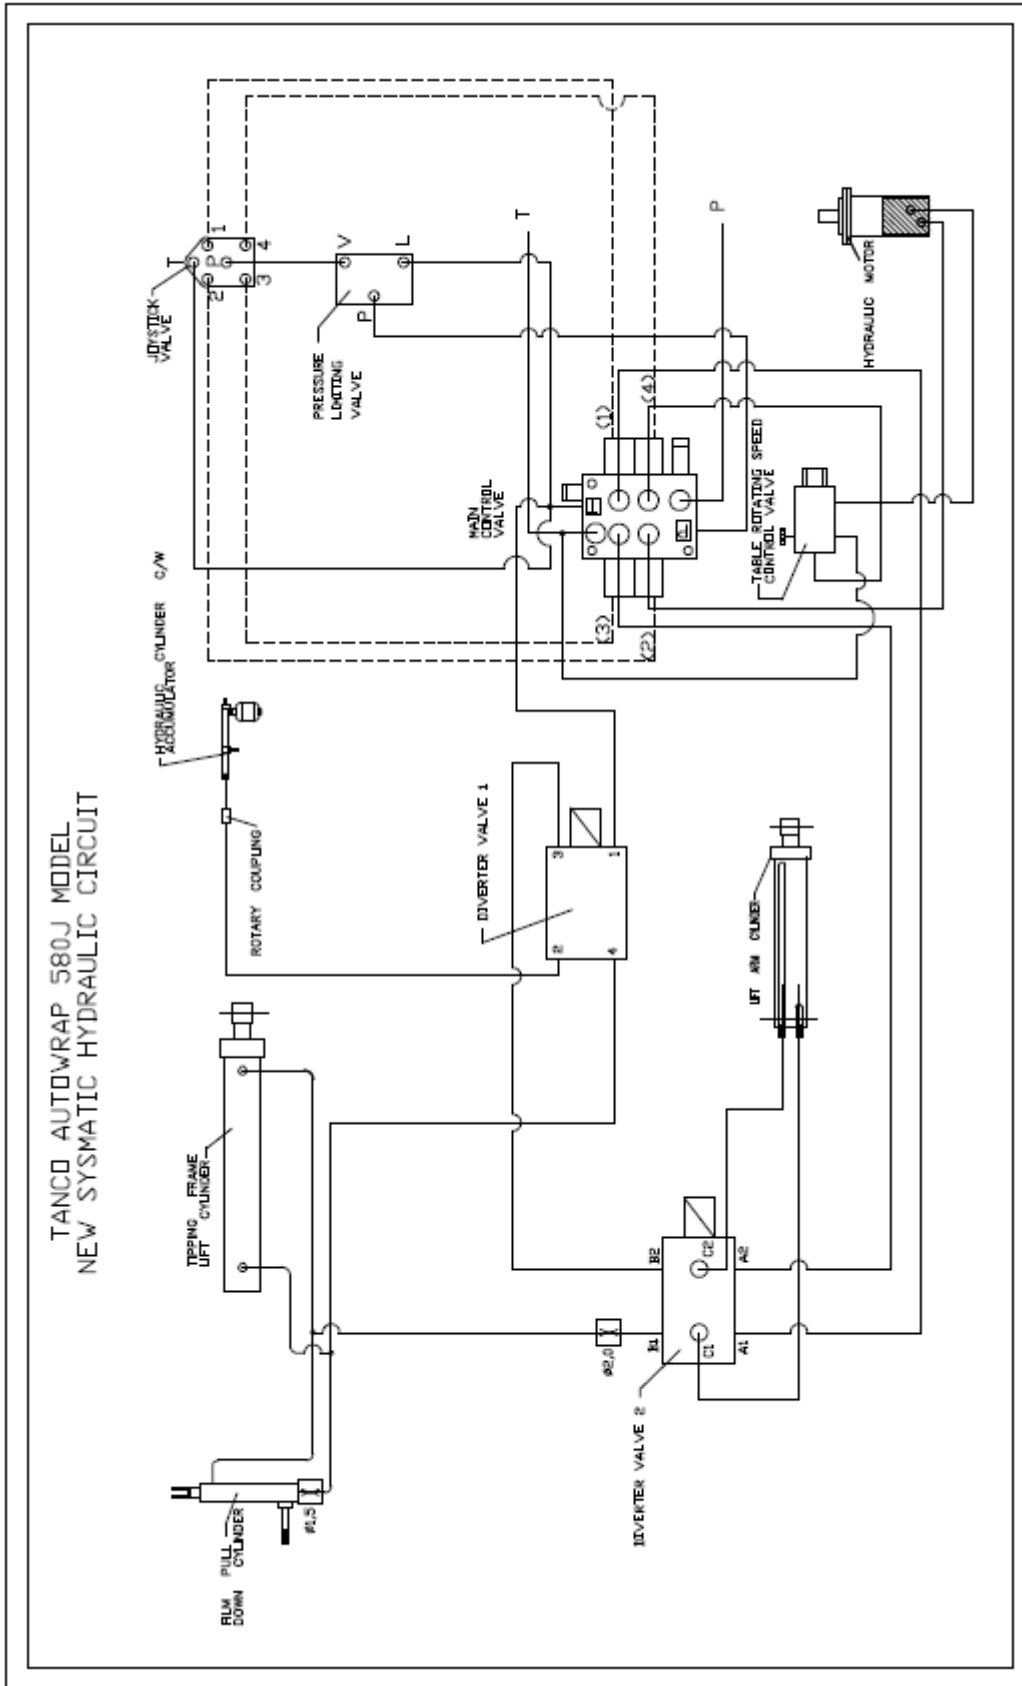 TANCO AUTOWRAP 580J MODEL
NEW SYSMATIC HYDRAULIC CIRCUIT
FILM PULL
DOWN CYLINDER
ø1,5
TIPPING FRAME
LIFT CYLINDER
ROTARY COUPLING
HYDRAULIC CYLINDER C/W
ACCUMULATOR
JOYSTICK
VALVE
T
P
1
2
3
4
PRESSURE
LIMITING
VALVE
V
L
P
T
P
MAIN
CONTROL
VALVE
(1)
(4)
(3)
(2)
T
P
DIVERTER VALVE 1
3
1
2
4
DIVERTER VALVE 2
ø2,0
B1
B2
C1
C2
A1
A2
LIFT ARM CYLINDER
TABLE ROTATING SPEED
CONTROL VALVE
HYDRAULIC MOTOR